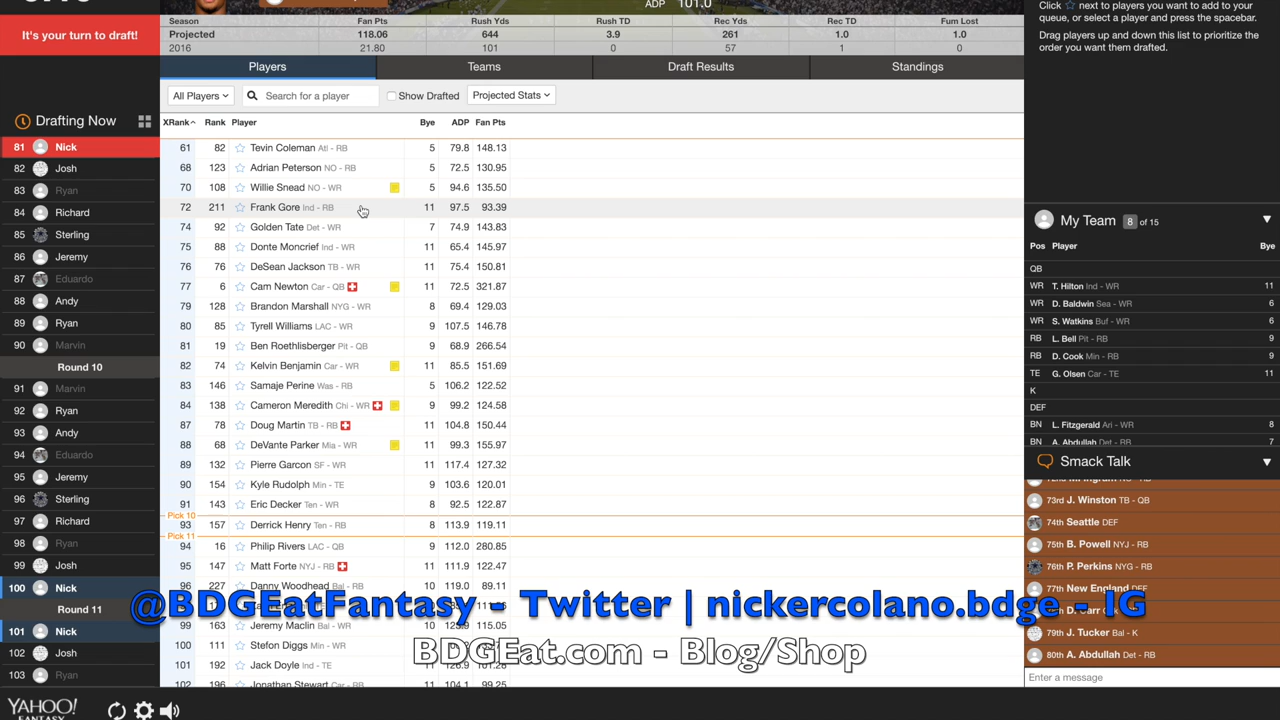 ADP 101.0
Season Fan Pts Rush Yds Rush TD Rec Yds Rec TD Fum Lost
Projected 118.06 644 3.9 261 1.0 1.0
2016 21.80 101 0 57 1 0
It's your turn to draft!
Click ☆ next to players you want to add to your
queue, or select a player and press the spacebar.
Drag players up and down this list to prioritize the
order you want them drafted.
Players Teams Draft Results Standings
All Players Search for a player Show Drafted Projected Stats
XRank Rank Player Bye ADP Fan Pts
61 82 Tevin Coleman Atl - RB 5 79.8 148.13
68 123 Adrian Peterson NO - RB 5 72.5 130.95
70 108 Willie Snead NO - WR 5 94.6 135.50
72 211 Frank Gore Ind - RB 11 97.5 93.39
74 92 Golden Tate Det - WR 7 74.9 143.83
75 88 Donte Moncrief Ind - WR 11 65.4 145.97
76 76 DeSean Jackson TB - WR 11 75.4 150.81
77 6 Cam Newton Car - QB 11 72.5 321.87
79 128 Brandon Marshall NYG - WR 8 69.4 129.03
80 85 Tyrell Williams LAC - WR 9 107.5 146.78
81 19 Ben Roethlisberger Pit - QB 9 68.9 266.54
82 74 Kelvin Benjamin Car - WR 11 85.5 151.69
83 146 Samaje Perine Was - RB 5 106.2 122.52
84 138 Cameron Meredith Chi - WR 9 99.2 124.58
87 78 Doug Martin TB - RB 11 104.8 150.44
88 68 DeVante Parker Mia - WR 11 99.3 155.97
89 132 Pierre Garcon SF - WR 11 117.4 127.32
90 154 Kyle Rudolph Min - TE 9 103.6 120.01
91 143 Eric Decker Ten - WR 8 92.5 122.87
Pick 10
93 157 Derrick Henry Ten - RB 8 113.9 119.11
Pick 11
94 16 Philip Rivers LAC - QB 9 112.0 280.85
95 147 Matt Forte NYJ - RB 11 111.9 122.47
96 227 Danny Woodhead Bal - RB 10 119.0 89.11
99 163 Jeremy Maclin Bal - WR 10 115.05
100 111 Stefon Diggs Min - WR
101 192 Jack Doyle Ind - TE
102 196 Jonathan Stewart Car - RB 11 104.1 99.25
Drafting Now
81 Nick
82 Josh
83 Ryan
84 Richard
85 Sterling
86 Jeremy
87 Eduardo
88 Andy
89 Ryan
90 Marvin
Round 10
91 Marvin
92 Ryan
93 Andy
94 Eduardo
95 Jeremy
96 Sterling
97 Richard
98 Ryan
99 Josh
100 Nick
Round 11
101 Nick
102 Josh
103 Ryan
YAHOO!
FANTASY
My Team 8 of 15
Pos Player Bye
QB
WR T. Hilton Ind - WR 11
WR D. Baldwin Sea - WR 6
WR S. Watkins Buf - WR 6
RB L. Bell Pit - RB 9
RB D. Cook Min - RB 9
TE G. Olsen Car - TE 11
K
DEF
BN L. Fitzgerald Ari - WR 8
BN A. Abdullah Det - RB 7
Smack Talk
73rd J. Winston TB - QB
74th Seattle DEF
75th B. Powell NYJ - RB
76th P. Perkins NYG - RB
77th New England DEF
D. Carr
79th J. Tucker Bal - K
80th A. Abdullah Det - RB
Enter a message
@BDGEatFantasy - Twitter | nickercolano.bdge - IG
BDGEat.com - Blog/Shop